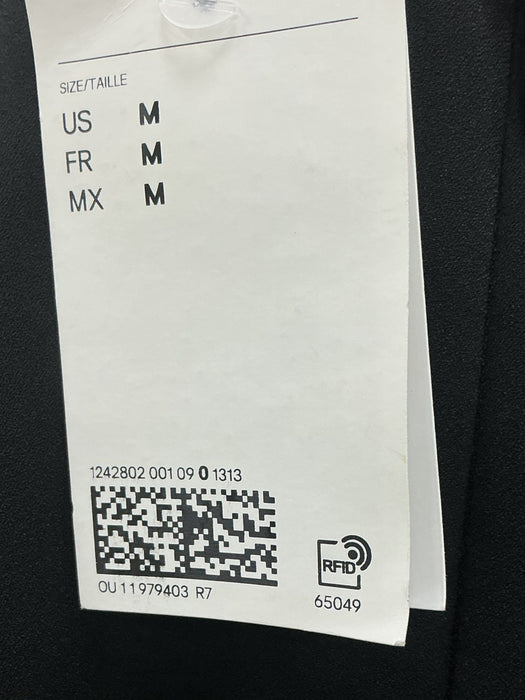 SIZE/TAILLE
US M
FR M
MX M
1242802 001 09 0 1313
OU 11979403 R7
RFID
65049